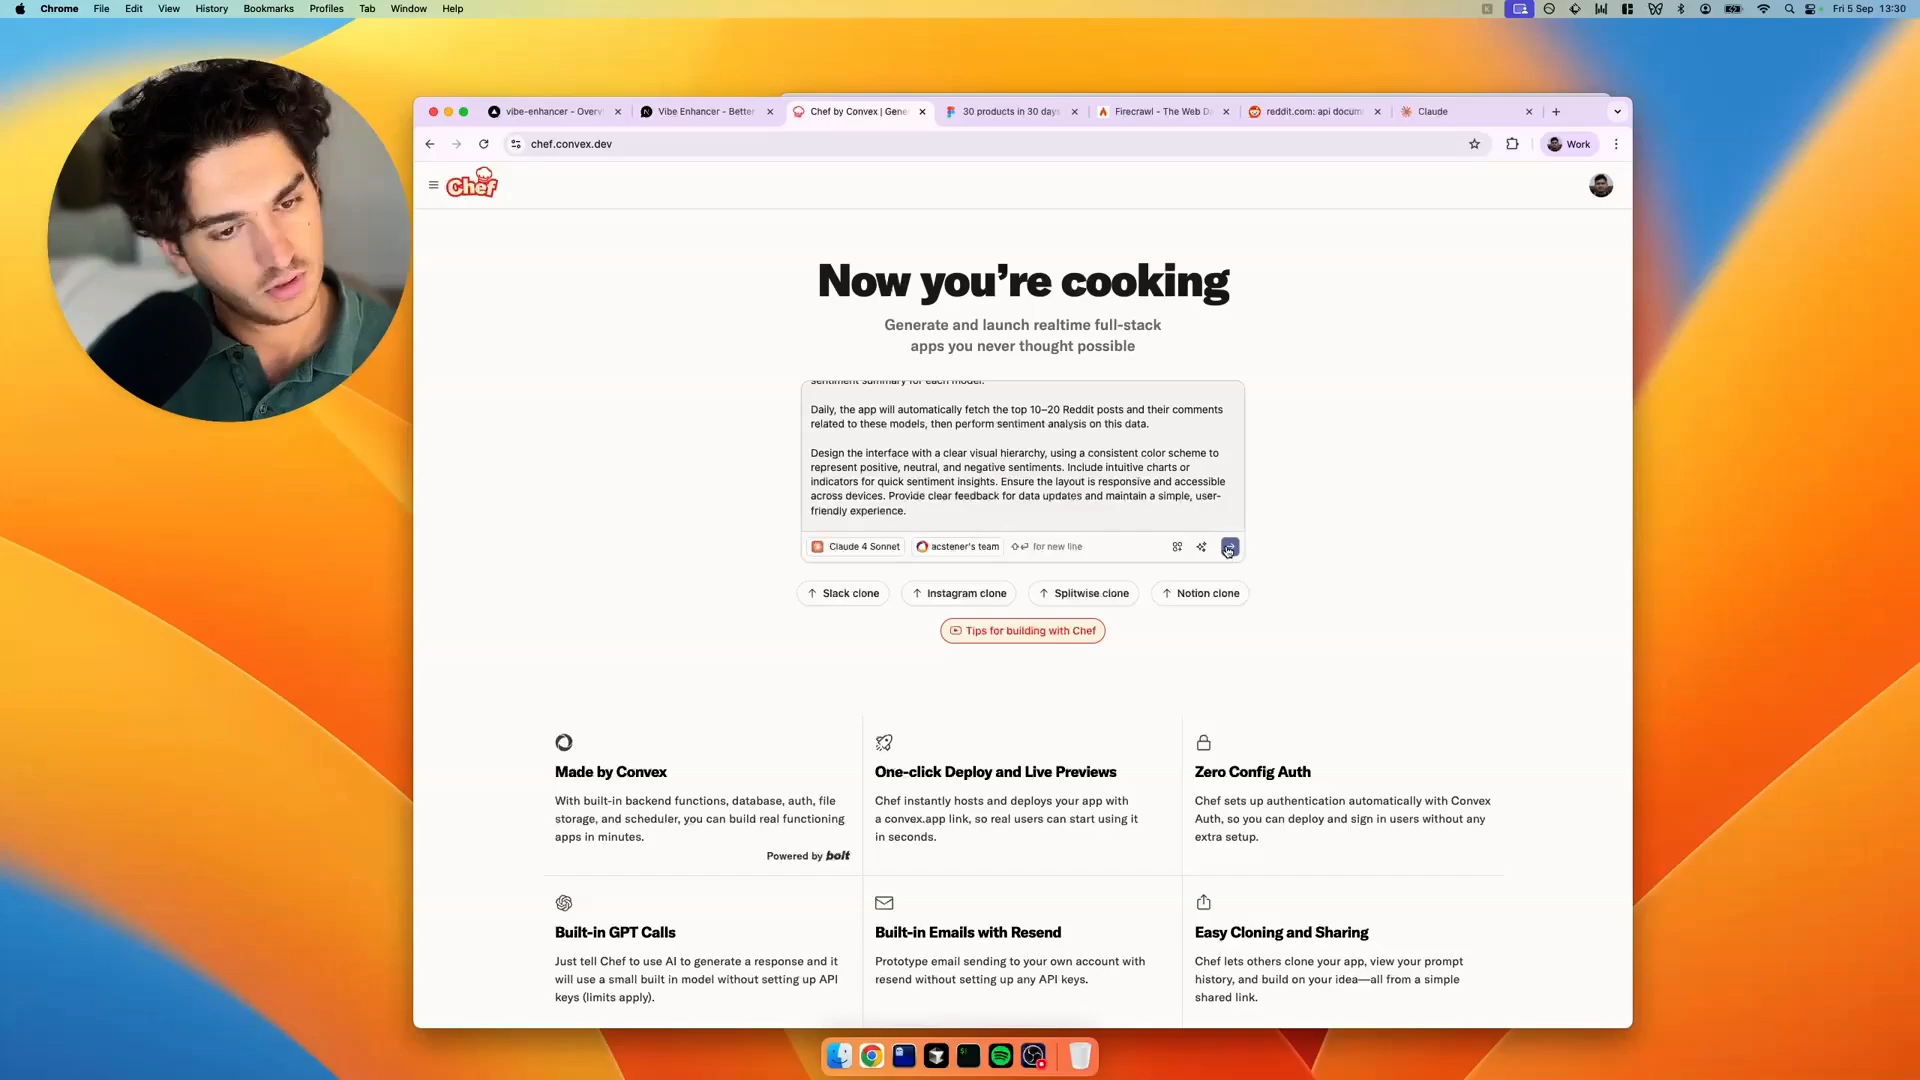 Chrome File Edit View History Bookmarks Profiles Tab Window Help
Fri 5 Sep 13:30
vibe-enhancer - Overv
Vibe Enhancer - Better
Chef by Convex | Gene
30 products in 30 days
Firecrawl - The Web D
reddit.com: api docum
Claude
chef.convex.dev
Work
Chef
Now you’re cooking
Generate and launch realtime full-stack
apps you never thought possible
sentiment summary for each model.
Daily, the app will automatically fetch the top 10–20 Reddit posts and their comments
related to these models, then perform sentiment analysis on this data.
Design the interface with a clear visual hierarchy, using a consistent color scheme to
represent positive, neutral, and negative sentiments. Include intuitive charts or
indicators for quick sentiment insights. Ensure the layout is responsive and accessible
across devices. Provide clear feedback for data updates and maintain a simple, user-
friendly experience.
Claude 4 Sonnet
acstener's team
for new line
Slack clone
Instagram clone
Splitwise clone
Notion clone
Tips for building with Chef
Made by Convex
With built-in backend functions, database, auth, file
storage, and scheduler, you can build real functioning
apps in minutes.
Powered by bolt
One-click Deploy and Live Previews
Chef instantly hosts and deploys your app with
a convex.app link, so real users can start using it
in seconds.
Zero Config Auth
Chef sets up authentication automatically with Convex
Auth, so you can deploy and sign in users without any
extra setup.
Built-in GPT Calls
Just tell Chef to use AI to generate a response and it
will use a small built in model without setting up API
keys (limits apply).
Built-in Emails with Resend
Prototype email sending to your own account with
resend without setting up any API keys.
Easy Cloning and Sharing
Chef lets others clone your app, view your prompt
history, and build on your idea—all from a simple
shared link.